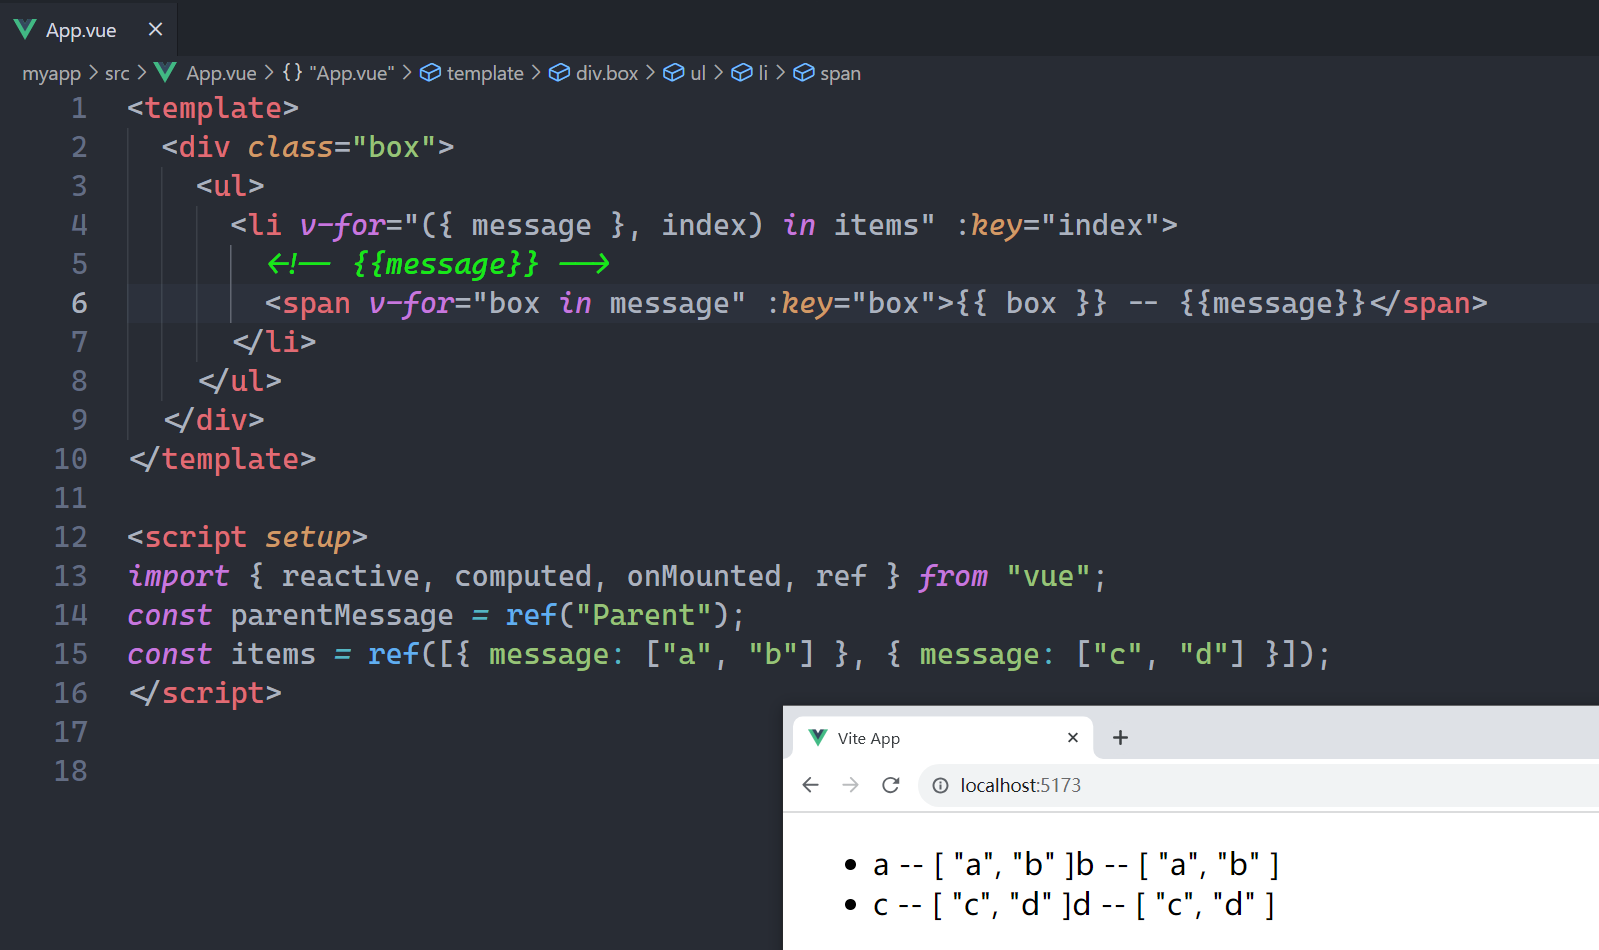 App.vue ×
myapp > src > App.vue > {} "App.vue" > template > div.box > ul > li > span
1 <template>
2   <div class="box">
3     <ul>
4       <li v-for="({ message }, index) in items" :key="index">
5         <!-- {{message}} -->
6         <span v-for="box in message" :key="box">{{ box }} -- {{message}}</span>
7       </li>
8     </ul>
9   </div>
10 </template>
11
12 <script setup>
13 import { reactive, computed, onMounted, ref } from "vue";
14 const parentMessage = ref("Parent");
15 const items = ref([{ message: ["a", "b"] }, { message: ["c", "d"] }]);
16 </script>
17
18
Vite App × +
localhost:5173
• a -- [ "a", "b" ]b -- [ "a", "b" ]
• c -- [ "c", "d" ]d -- [ "c", "d" ]